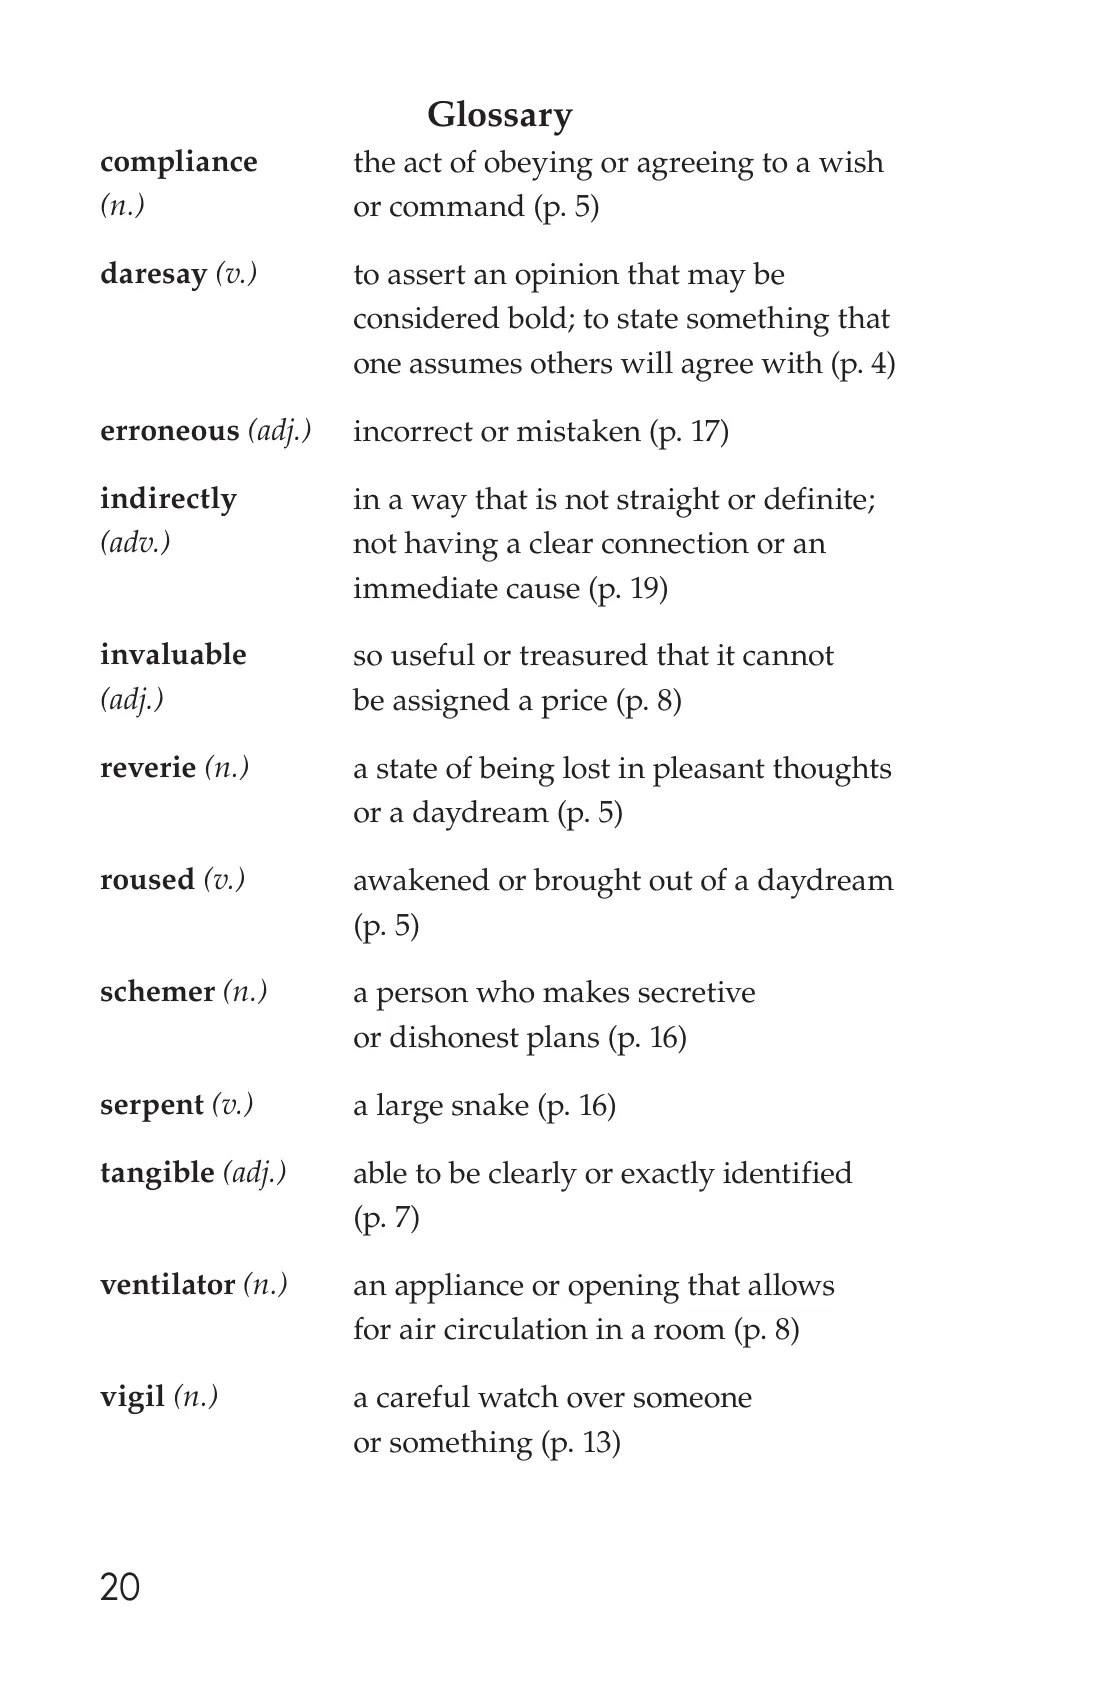 Glossary
compliance the act of obeying or agreeing to a wish
(n.) or command (p. 5)
daresay (v.) to assert an opinion that may be
considered bold; to state something that
one assumes others will agree with (p. 4)
erroneous (adj.) incorrect or mistaken (p. 17)
indirectly in a way that is not straight or definite;
(adv.) not having a clear connection or an
immediate cause (p. 19)
invaluable so useful or treasured that it cannot
(adj.) be assigned a price (p. 8)
reverie (n.) a state of being lost in pleasant thoughts
or a daydream (p. 5)
roused (v.) awakened or brought out of a daydream
(p. 5)
schemer (n.) a person who makes secretive
or dishonest plans (p. 16)
serpent (v.) a large snake (p. 16)
tangible (adj.) able to be clearly or exactly identified
(p. 7)
ventilator (n.) an appliance or opening that allows
for air circulation in a room (p. 8)
vigil (n.) a careful watch over someone
or something (p. 13)
20